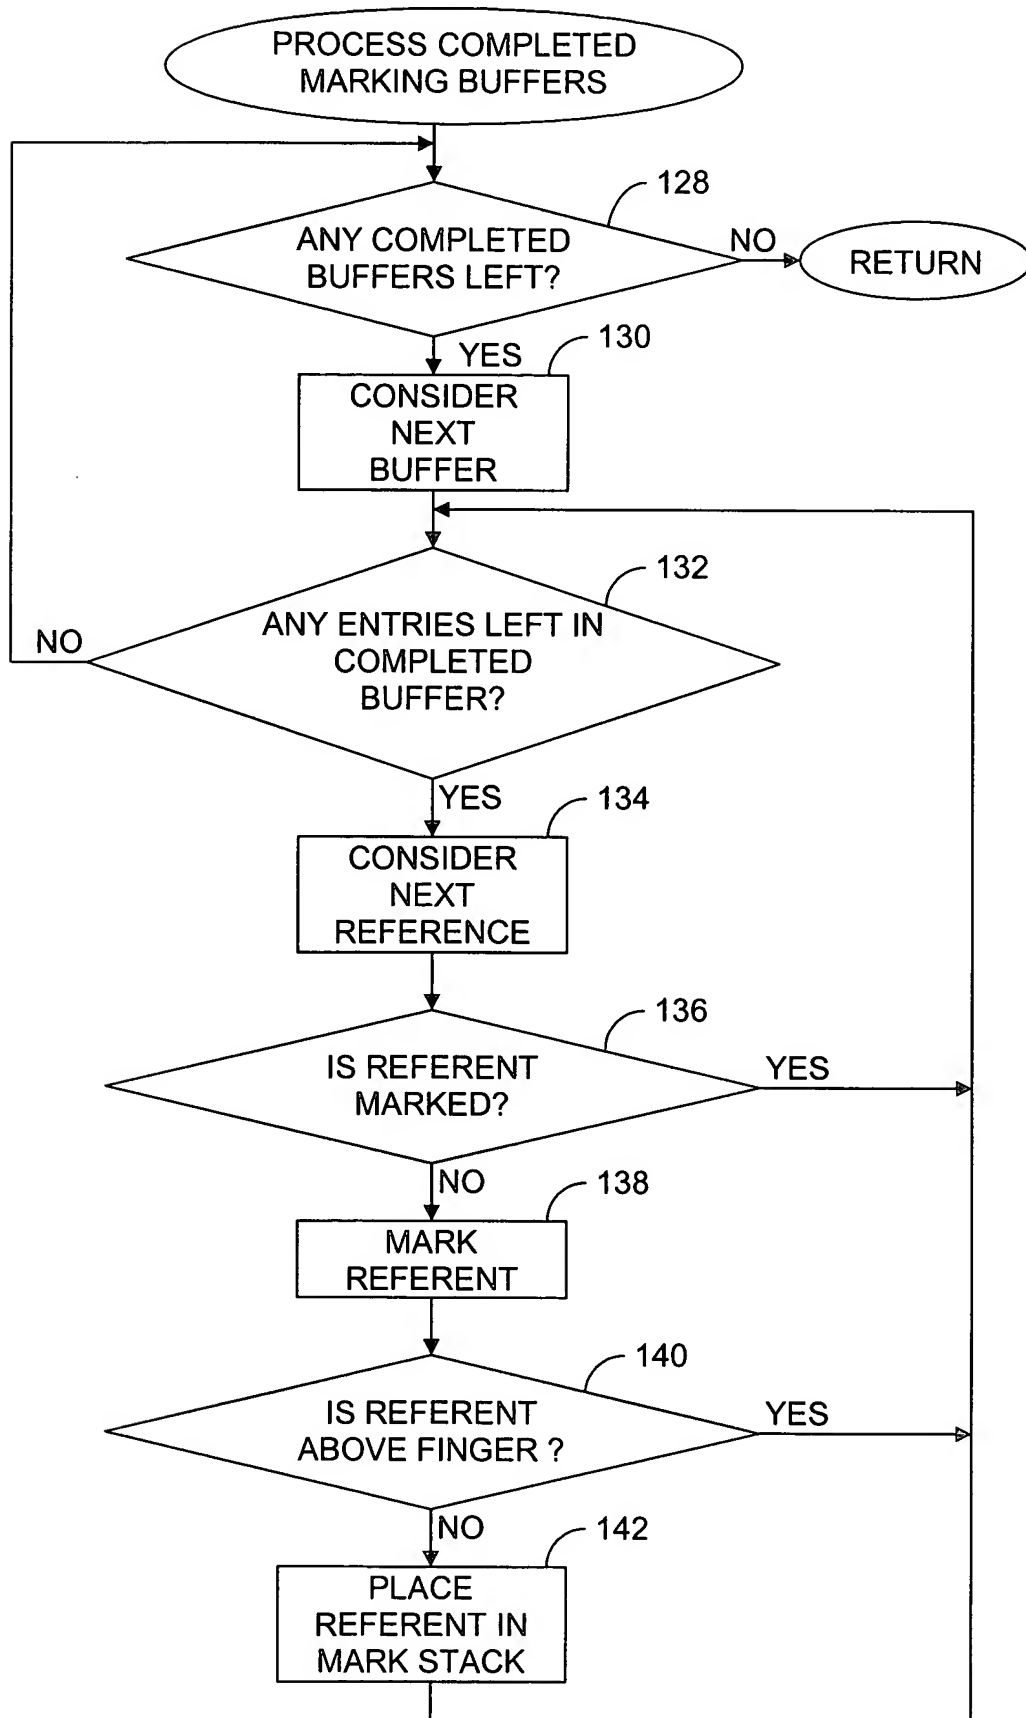 PROCESS COMPLETED
MARKING BUFFERS
128
ANY COMPLETED
BUFFERS LEFT?
NO
RETURN
YES
130
CONSIDER
NEXT
BUFFER
132
ANY ENTRIES LEFT IN
COMPLETED
BUFFER?
NO
YES
134
CONSIDER
NEXT
REFERENCE
136
IS REFERENT
MARKED?
YES
NO
138
MARK
REFERENT
140
IS REFERENT
ABOVE FINGER ?
YES
NO
142
PLACE
REFERENT IN
MARK STACK